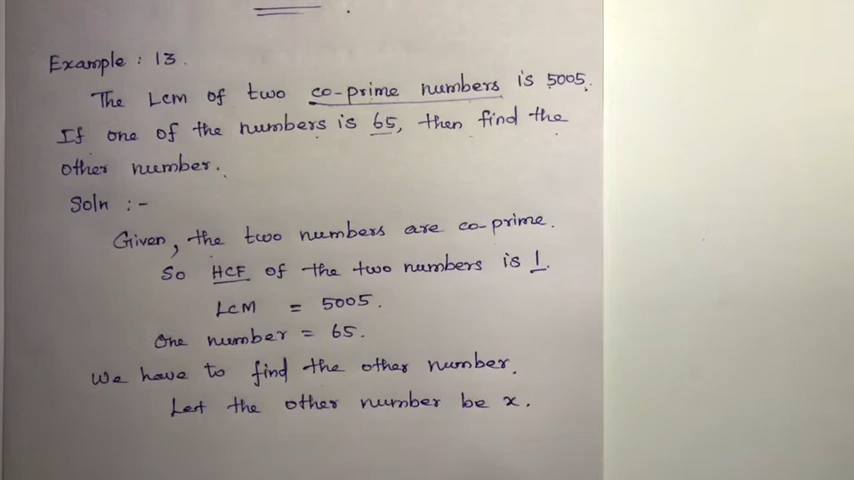 Example : 13.
The LCM of two co-prime numbers is 5005.
If one of the numbers is 65, then find the
other number.
Soln :-
Given, the two numbers are co-prime.
So HCF of the two numbers is 1.
LCM = 5005.
One number = 65.
We have to find the other number.
Let the other number be x.